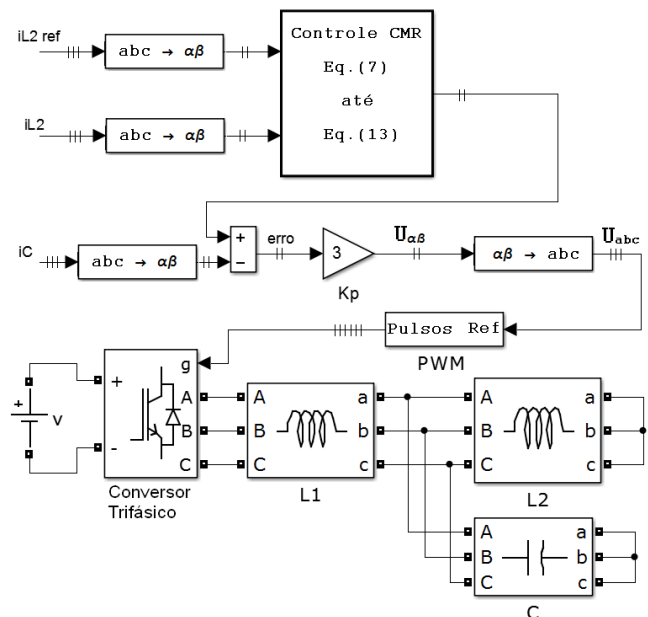 iL2 ref
abc → αβ
Controle CMR
Eq.(7)
até
Eq.(13)
iL2
abc → αβ
iC
abc → αβ
+
−
erro
3
Kp
Uαβ
αβ → abc
Uabc
Pulsos Ref
PWM
+
v
+
-
g
A
B
C
Conversor
Trifásico
A
B
C
a
b
c
L1
A
B
C
a
b
c
L2
A
B
C
a
b
c
C